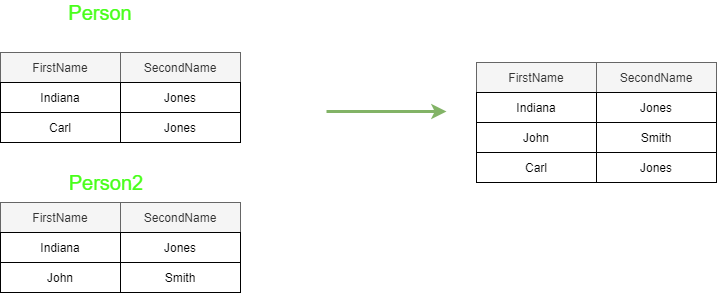 Person
FirstName SecondName
Indiana Jones
Carl Jones
Person2
FirstName SecondName
Indiana Jones
John Smith
FirstName SecondName
Indiana Jones
John Smith
Carl Jones